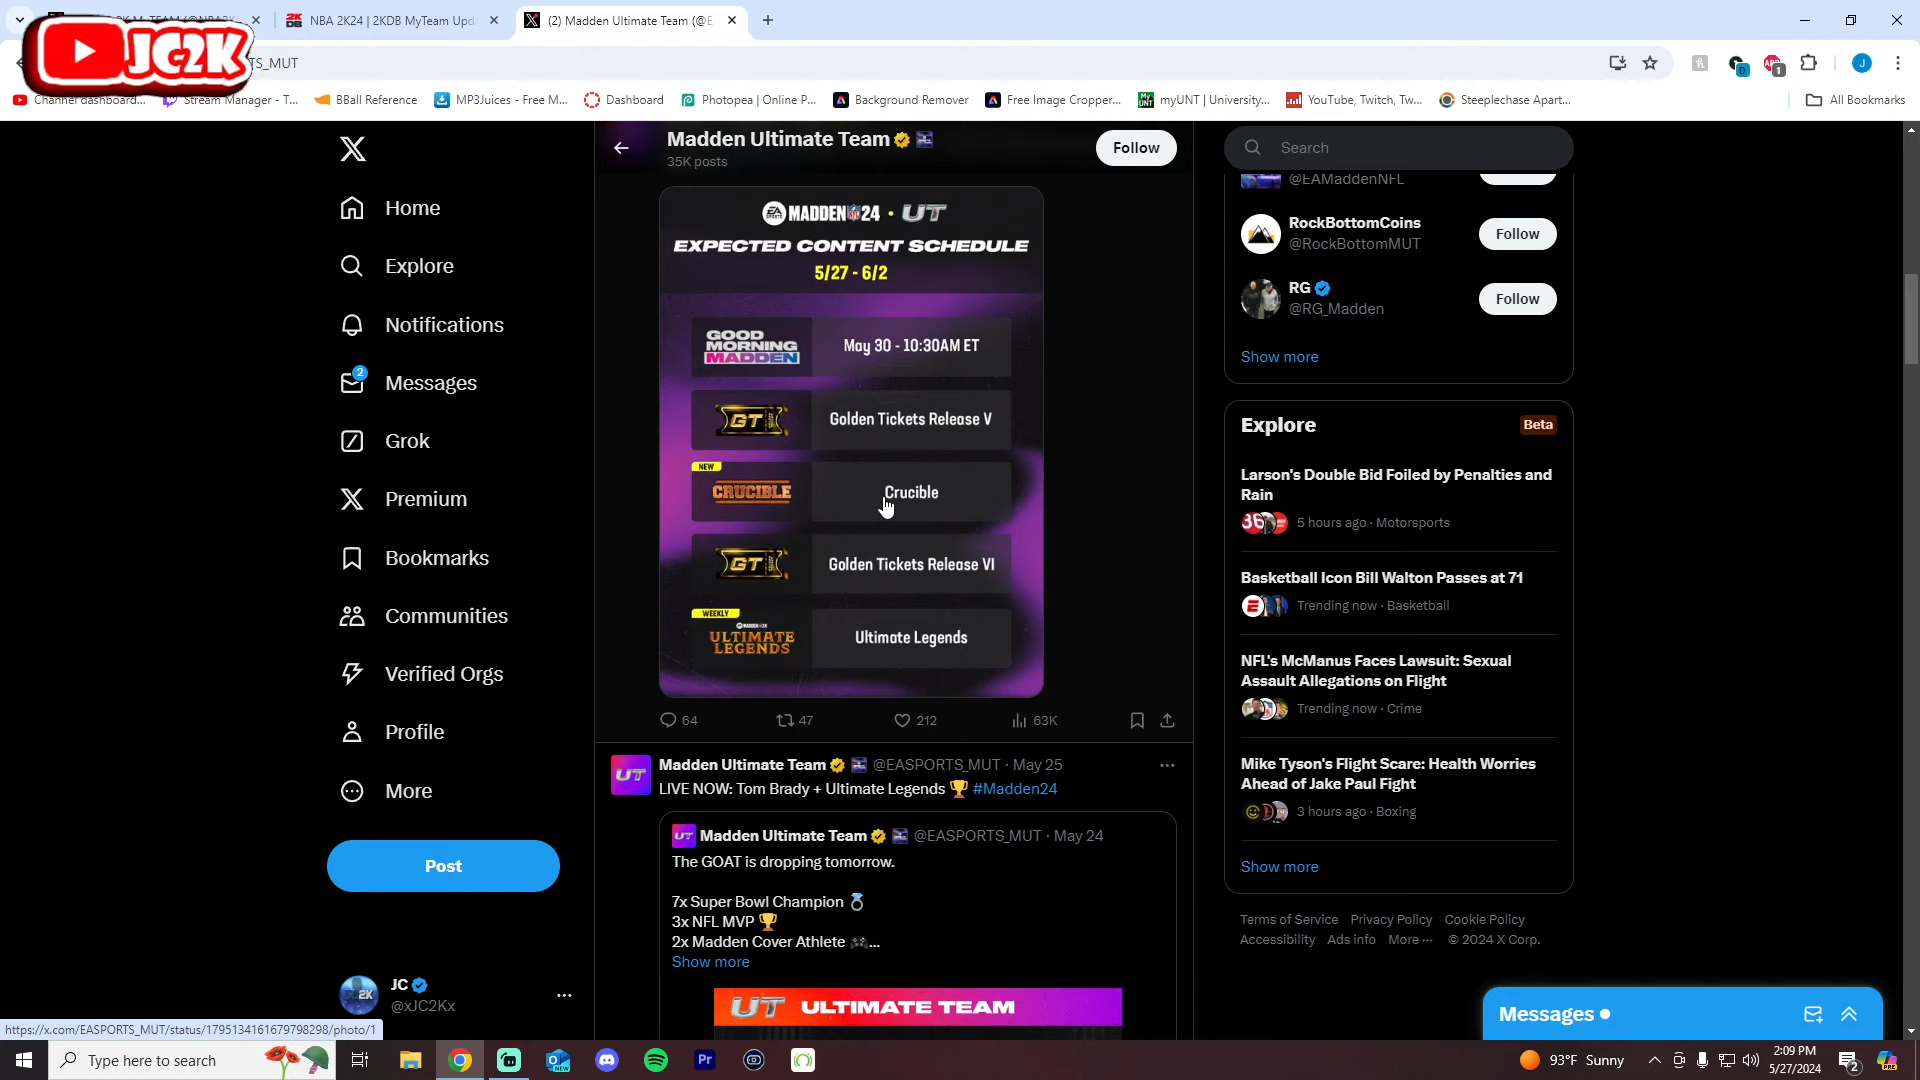 NBA 2K24 | 2KDB MyTeam Upd
(2) Madden Ultimate Team (@E
JC2K
TS_MUT
Channel dashboard...
Stream Manager - T...
BBall Reference
MP3Juices - Free M...
Dashboard
Photopea | Online P...
Background Remover
Free Image Cropper...
myUNT | University...
YouTube, Twitch, Tw...
Steeplechase Apart...
All Bookmarks
Home
Explore
Notifications
2
Messages
Grok
Premium
Bookmarks
Communities
Verified Orgs
Profile
More
Post
JC
@xJC2Kx
Madden Ultimate Team
35K posts
Follow
EA SPORTS MADDEN NFL 24 • UT
EXPECTED CONTENT SCHEDULE
5/27 - 6/2
GOOD MORNING MADDEN
May 30 - 10:30AM ET
GT
Golden Tickets Release V
NEW
CRUCIBLE
Crucible
GT
Golden Tickets Release VI
WEEKLY
MADDEN 24
ULTIMATE LEGENDS
Ultimate Legends
64
47
212
63K
UT
Madden Ultimate Team @EASPORTS_MUT · May 25
LIVE NOW: Tom Brady + Ultimate Legends 🏆 #Madden24
UT
Madden Ultimate Team @EASPORTS_MUT · May 24
The GOAT is dropping tomorrow.
7x Super Bowl Champion 💍
3x NFL MVP 🏆
2x Madden Cover Athlete 🎮...
Show more
UT ULTIMATE TEAM
Search
@EAMaddenNFL
RockBottomCoins
@RockBottomMUT
Follow
RG
@RG_Madden
Follow
Show more
Explore
Beta
Larson's Double Bid Foiled by Penalties and
Rain
5 hours ago · Motorsports
Basketball Icon Bill Walton Passes at 71
Trending now · Basketball
NFL's McManus Faces Lawsuit: Sexual
Assault Allegations on Flight
Trending now · Crime
Mike Tyson's Flight Scare: Health Worries
Ahead of Jake Paul Fight
3 hours ago · Boxing
Show more
Terms of Service Privacy Policy Cookie Policy
Accessibility Ads info More ··· © 2024 X Corp.
Messages
https://x.com/EASPORTS_MUT/status/1795134161679798298/photo/1
Type here to search
93°F Sunny
2:09 PM
5/27/2024
2